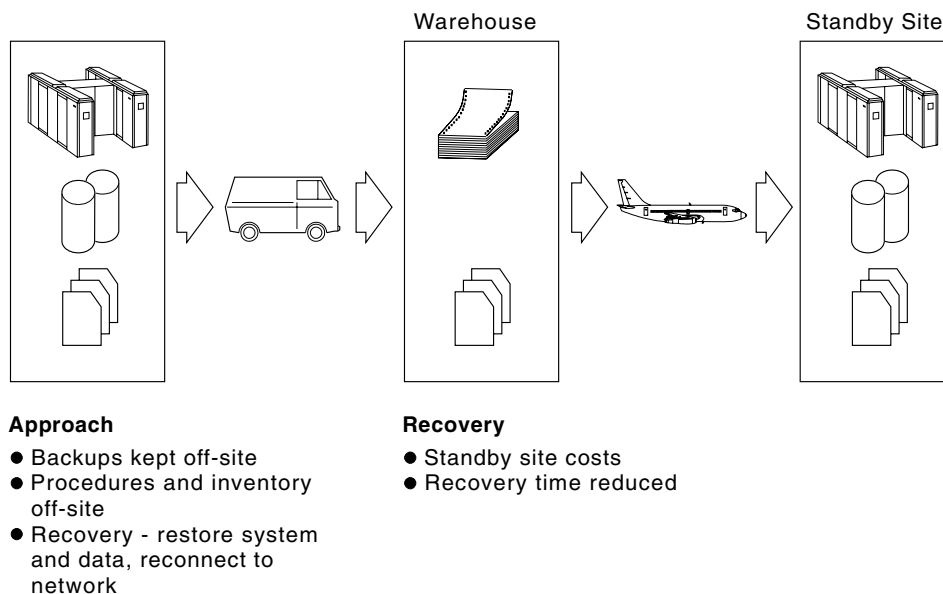 Warehouse
Standby Site
Approach
● Backups kept off-site
● Procedures and inventory
off-site
● Recovery - restore system
and data, reconnect to
network
Recovery
● Standby site costs
● Recovery time reduced